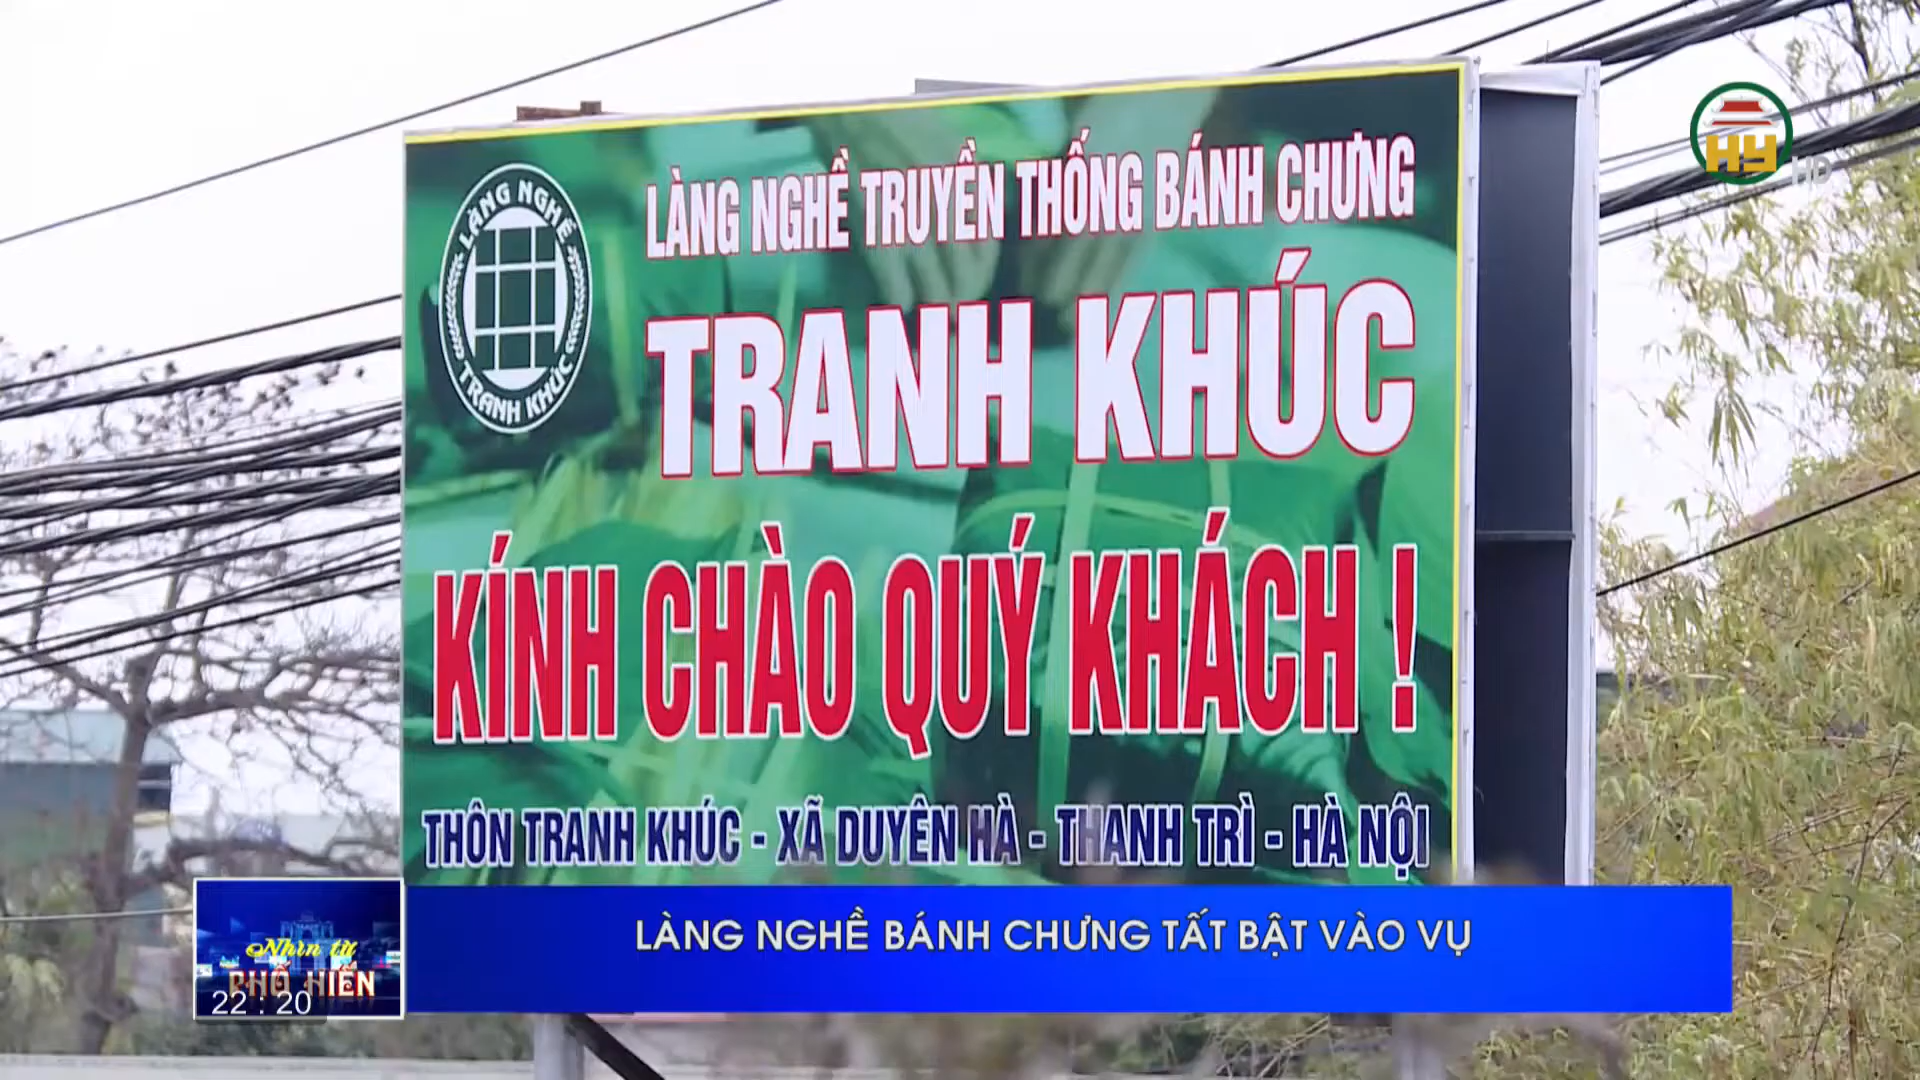 HY HD
LÀNG NGHỀ
TRANH KHÚC
LÀNG NGHỀ TRUYỀN THỐNG BÁNH CHƯNG
TRANH KHÚC
KÍNH CHÀO QUÝ KHÁCH !
THÔN TRANH KHÚC - XÃ DUYÊN HÀ - THANH TRÌ - HÀ NỘI
LÀNG NGHỀ BÁNH CHƯNG TẤT BẬT VÀO VỤ
Nhìn từ
PHỐ HIẾN
22 : 20